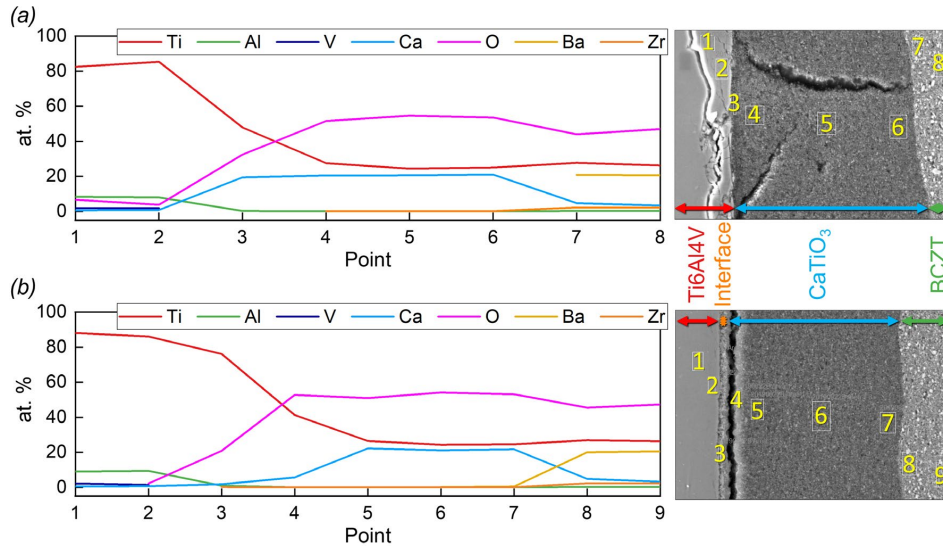 (a)
Ti Al V Ca O Ba Zr
100
80
60
40
20
0
at. %
1 2 3 4 5 6 7 8
Point
1
2
3
4
5
6
7
8
Ti6Al4V
Interface
CaTiO3
BCZT
(b)
Ti Al V Ca O Ba Zr
100
80
60
40
20
0
at. %
1 2 3 4 5 6 7 8 9
Point
1
2
3
4
5
6
7
8
9